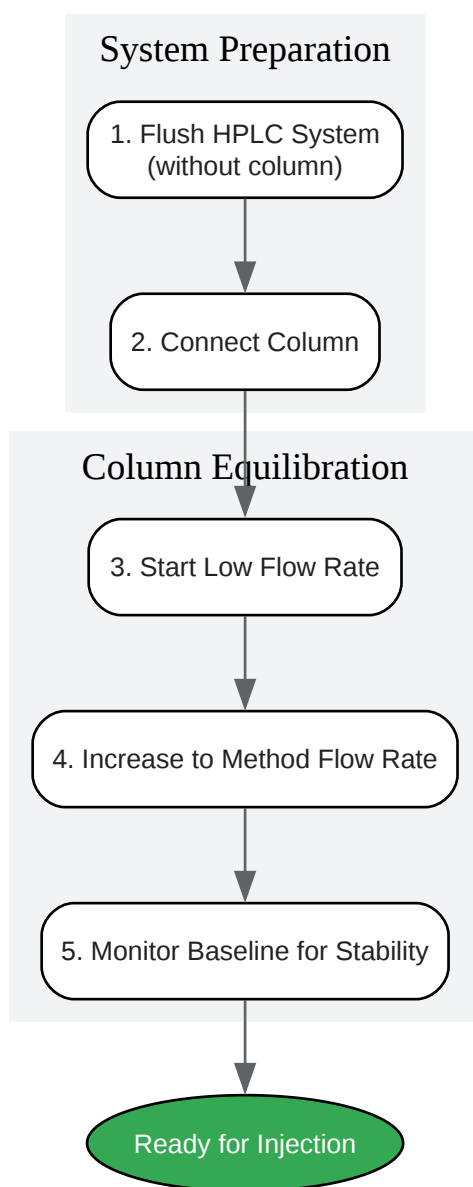 System Preparation
1. Flush HPLC System
(without column)
2. Connect Column
Column Equilibration
3. Start Low Flow Rate
4. Increase to Method Flow Rate
5. Monitor Baseline for Stability
Ready for Injection